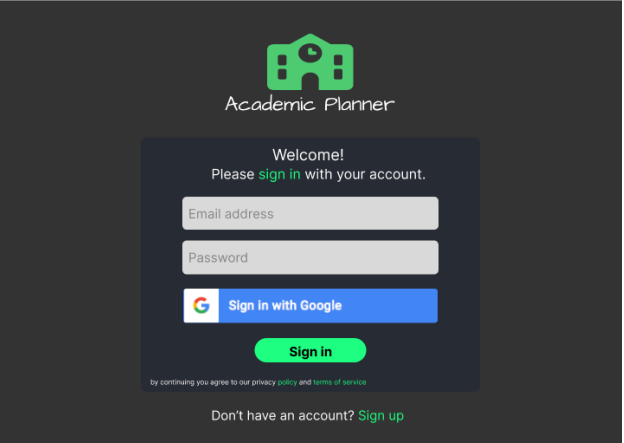 Academic Planner
Welcome!
Please sign in with your account.
Email address
Password
Sign in with Google
Sign in
by continuing you agree to our privacy policy and terms of service
Don't have an account? Sign up